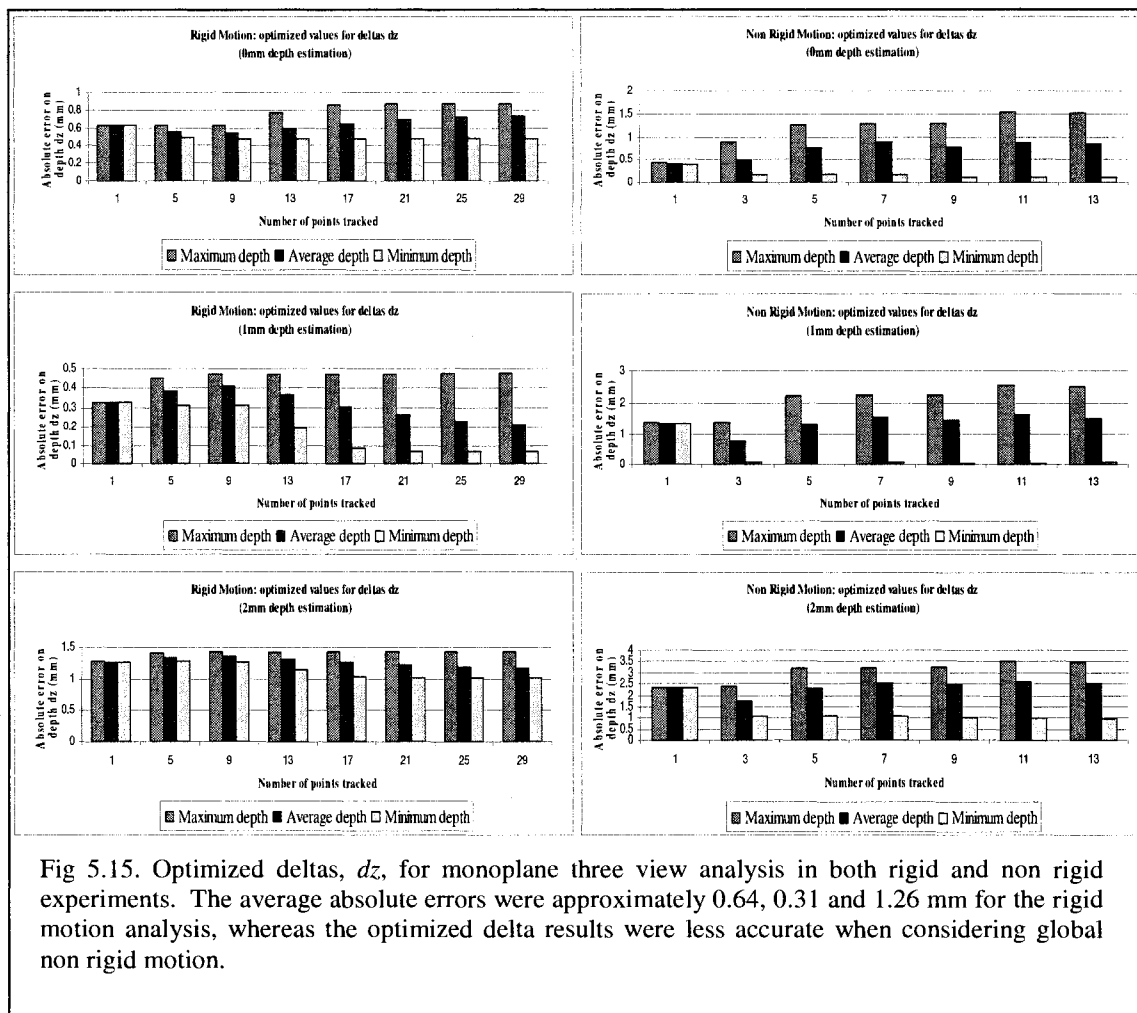 Rigid Motion: optimized values for deltas dz
(0mm depth estimation)
Absolute error on
depth dz (mm)
1
0.8
0.6
0.4
0.2
0
1 5 9 13 17 21 25 29
Number of points tracked
Maximum depth Average depth Minimum depth
Non Rigid Motion: optimized values for deltas dz
(0mm depth estimation)
Absolute error on
depth dz (mm)
2
1.5
1
0.5
0
1 3 5 7 9 11 13
Number of points tracked
Maximum depth Average depth Minimum depth
Rigid Motion: optimized values for deltas dz
(1mm depth estimation)
Absolute error on
depth dz (mm)
0.5
0.4
0.3
0.2
0.1
0
1 5 9 13 17 21 25 29
Number of points tracked
Maximum depth Average depth Minimum depth
Non Rigid Motion: optimized values for deltas dz
(1mm depth estimation)
Absolute error on
depth dz (mm)
3
2
1
0
1 3 5 7 9 11 13
Number of points tracked
Maximum depth Average depth Minimum depth
Rigid Motion: optimized values for deltas dz
(2mm depth estimation)
Absolute error on
depth dz (mm)
1.5
1
0.5
0
1 5 9 13 17 21 25 29
Number of points tracked
Maximum depth Average depth Minimum depth
Non Rigid Motion: optimized values for deltas dz
(2mm depth estimation)
Absolute error on
depth dz (mm)
4
3.5
3
2.5
2
1.5
1
0.5
0
1 3 5 7 9 11 13
Number of points tracked
Maximum depth Average depth Minimum depth
Fig 5.15. Optimized deltas, dz, for monoplane three view analysis in both rigid and non rigid
experiments. The average absolute errors were approximately 0.64, 0.31 and 1.26 mm for the rigid
motion analysis, whereas the optimized delta results were less accurate when considering global
non rigid motion.